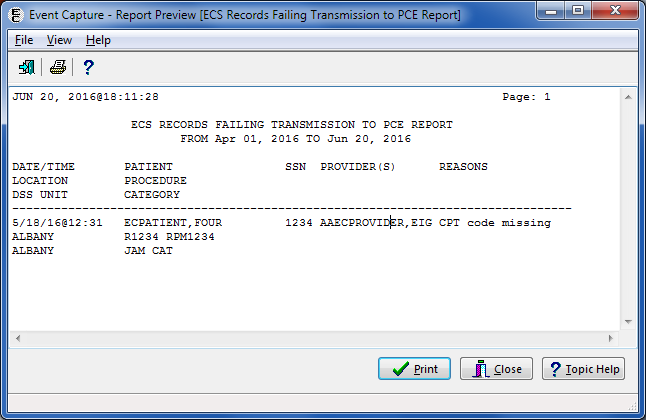 Event Capture - Report Preview [ECS Records Failing Transmission to PCE Report]
File View Help
JUN 20, 2016@18:11:28 Page: 1
ECS RECORDS FAILING TRANSMISSION TO PCE REPORT
FROM Apr 01, 2016 TO Jun 20, 2016
DATE/TIME PATIENT SSN PROVIDER(S) REASONS
LOCATION PROCEDURE
DSS UNIT CATEGORY
--------------------------------------------------------------------------------
5/18/16@12:31 ECPATIENT,FOUR 1234 AAECPROVIDER,EIG CPT code missing
ALBANY R1234 RPM1234
ALBANY JAM CAT
Print Close Topic Help